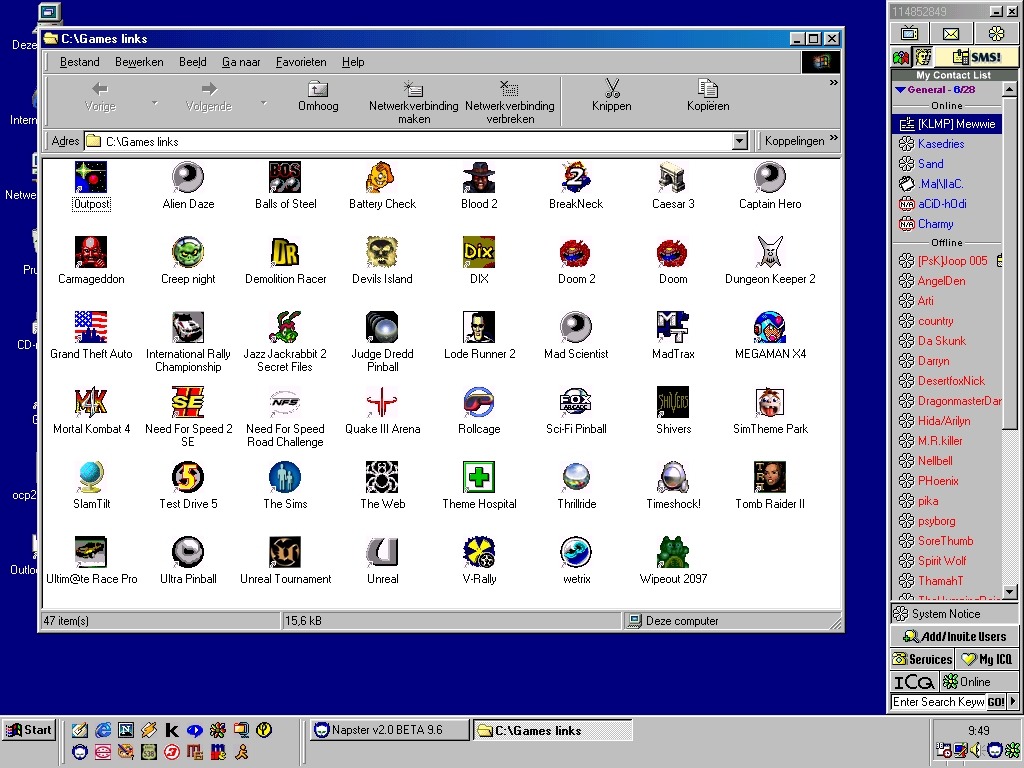 Deze
C:\Games links
Bestand Bewerken Beeld Ga naar Favorieten Help
Vorige Volgende Omhoog Netwerkverbinding maken Netwerkverbinding verbreken Knippen Kopiëren
Adres C:\Games links Koppelingen
Intern
Netwe
Pru
CD-
ocp2
Outlo
Outpost Alien Daze Balls of Steel Battery Check Blood 2 BreakNeck Caesar 3 Captain Hero
Carmageddon Creep night Demolition Racer Devils Island DIX Doom 2 Doom Dungeon Keeper 2
Grand Theft Auto International Rally Championship Jazz Jackrabbit 2 Secret Files Judge Dredd Pinball Lode Runner 2 Mad Scientist MadTrax MEGAMAN X4
Mortal Kombat 4 Need For Speed 2 SE Need For Speed Road Challenge Quake III Arena Rollcage Sci-Fi Pinball Shivers SimTheme Park
SlamTilt Test Drive 5 The Sims The Web Theme Hospital Thrillride Timeshock! Tomb Raider II
Ultim@te Race Pro Ultra Pinball Unreal Tournament Unreal V-Rally wetrix Wipeout 2097
47 item(s) 15,6 kB Deze computer
114852849
SMS!
My Contact List
General - 6/28
Online
[KLMP] Mewwie
Kasedries
Sand
.Ma|\||aC.
aCiD-hOdi
Charmy
Offline
[PsK]Joop 005
AngelDen
Arti
country
Da Skunk
Darryn
DesertfoxNick
DragonmasterDar
Hida/Arilyn
M.R.killer
Nellbell
PHoenix
pika
psyborg
SoreThumb
Spirit Wolf
ThamahT
System Notice
Add/Invite Users
Services My ICQ
ICQ Online
Enter Search Keyw GO!
Start
Napster v2.0 BETA 9.6
C:\Games links
9:49